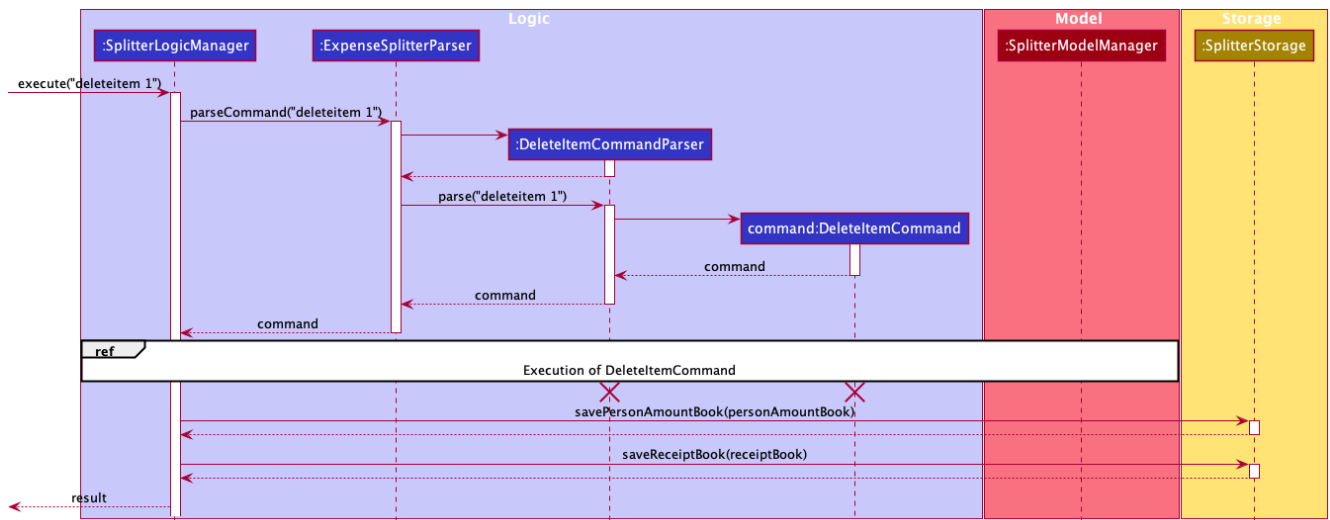 Logic
Model
Storage
:SplitterLogicManager
:ExpenseSplitterParser
:SplitterModelManager
:SplitterStorage
execute("deleteitem 1")
parseCommand("deleteitem 1")
:DeleteItemCommandParser
parse("deleteitem 1")
command:DeleteItemCommand
command
command
command
ref
Execution of DeleteItemCommand
savePersonAmountBook(personAmountBook)
saveReceiptBook(receiptBook)
result